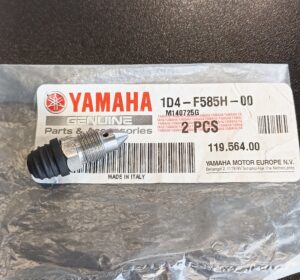 YAMAHA
GENUINE
Parts & Accessories
1D4-F585H-00
M140725G
2 PCS
119.564.00
MADE IN ITALY
YAMAHA MOTOR EUROPE N.V.